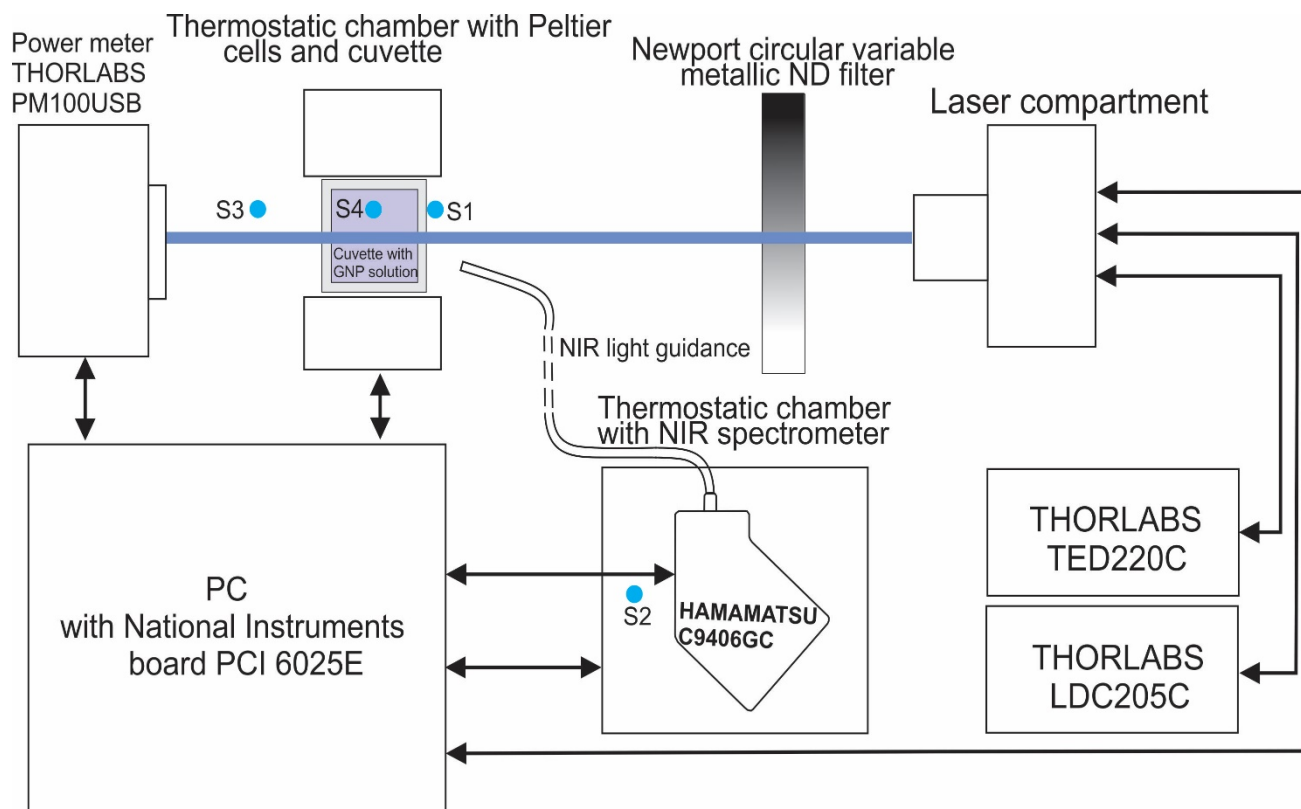 Power meter
THORLABS
PM100USB
Thermostatic chamber with Peltier
cells and cuvette
Newport circular variable
metallic ND filter
Laser compartment
S3
S4
S1
Cuvette with
GNP solution
NIR light guidance
Thermostatic chamber
with NIR spectrometer
THORLABS
TED220C
PC
with National Instruments
board PCI 6025E
S2
HAMAMATSU
C9406GC
THORLABS
LDC205C